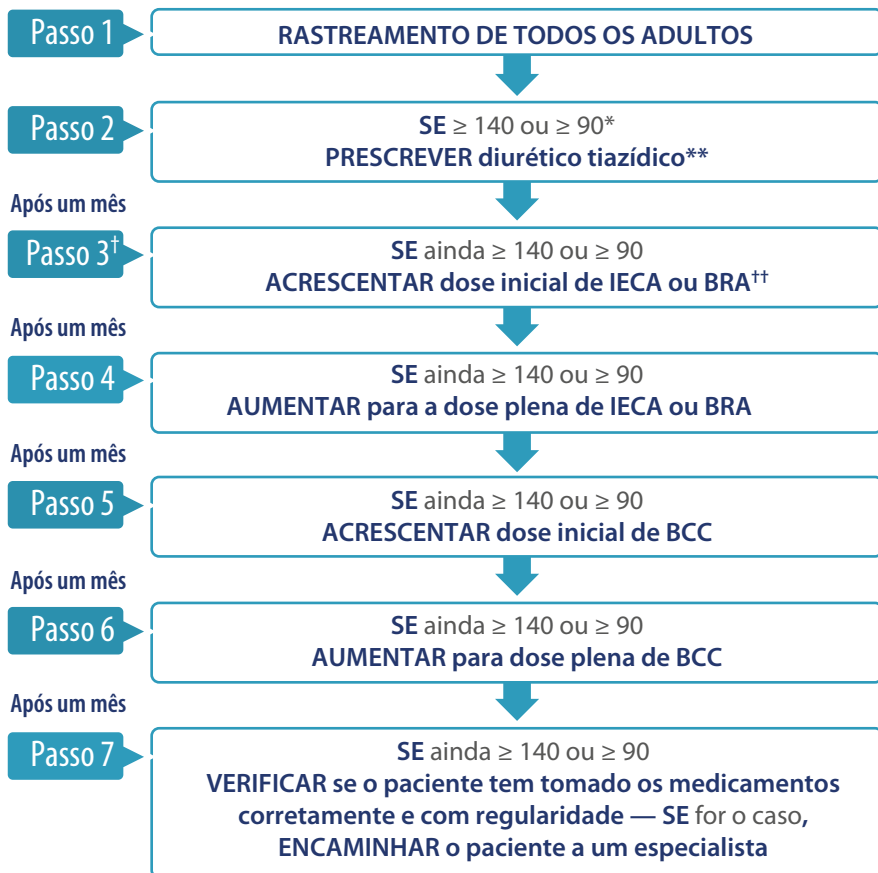 Passo 1
RASTREAMENTO DE TODOS OS ADULTOS
Passo 2
SE ≥ 140 ou ≥ 90*
PRESCREVER diurético tiazídico**
Após um mês
Passo 3†
SE ainda ≥ 140 ou ≥ 90
ACRESCENTAR dose inicial de IECA ou BRA††
Após um mês
Passo 4
SE ainda ≥ 140 ou ≥ 90
AUMENTAR para a dose plena de IECA ou BRA
Após um mês
Passo 5
SE ainda ≥ 140 ou ≥ 90
ACRESCENTAR dose inicial de BCC
Após um mês
Passo 6
SE ainda ≥ 140 ou ≥ 90
AUMENTAR para dose plena de BCC
Após um mês
Passo 7
SE ainda ≥ 140 ou ≥ 90
VERIFICAR se o paciente tem tomado os medicamentos
corretamente e com regularidade — SE for o caso,
ENCAMINHAR o paciente a um especialista